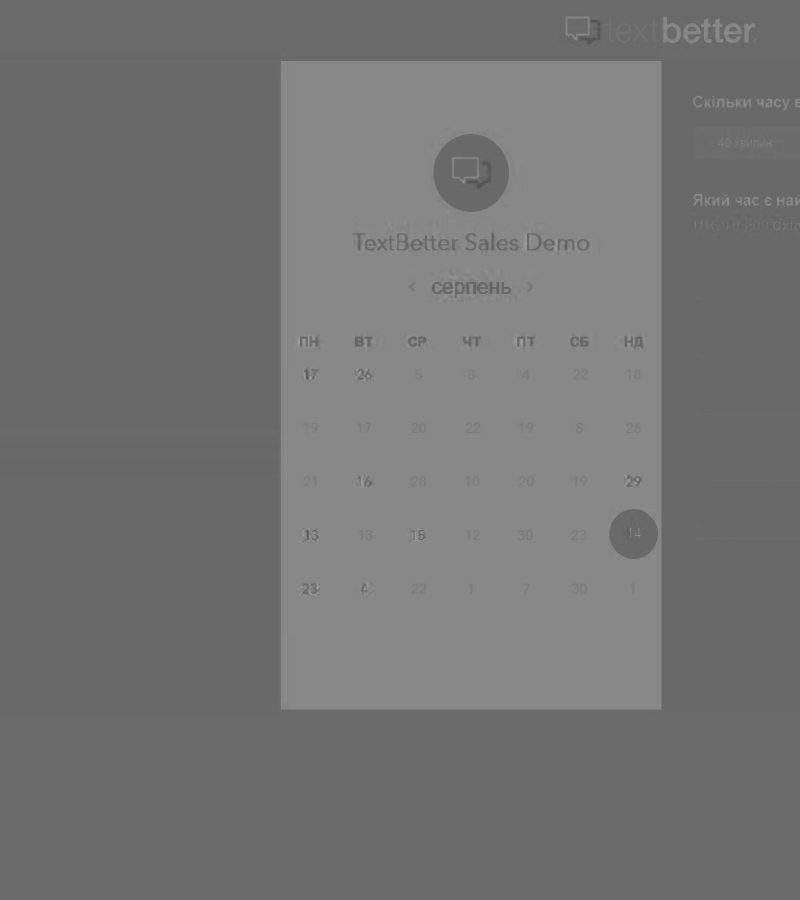 textbetter
TextBetter Sales Demo
‹ серпень ›
ПН ВТ СР ЧТ ПТ СБ НД
17 26 5 8 4 22 18
19 17 20 22 19 8 26
21 16 28 10 20 19 29
13 13 18 12 30 23 14
23 4 22 1 7 30 1
Скільки часу
40 хвилин
Який час є